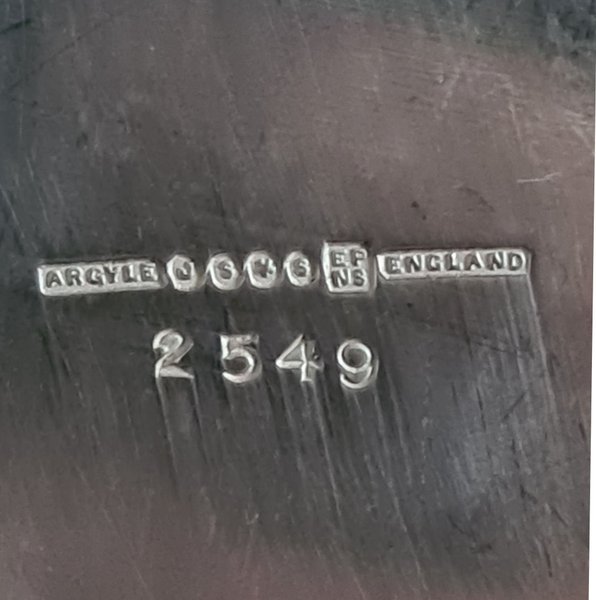 ARGYLE N S & S EP NS ENGLAND
2549